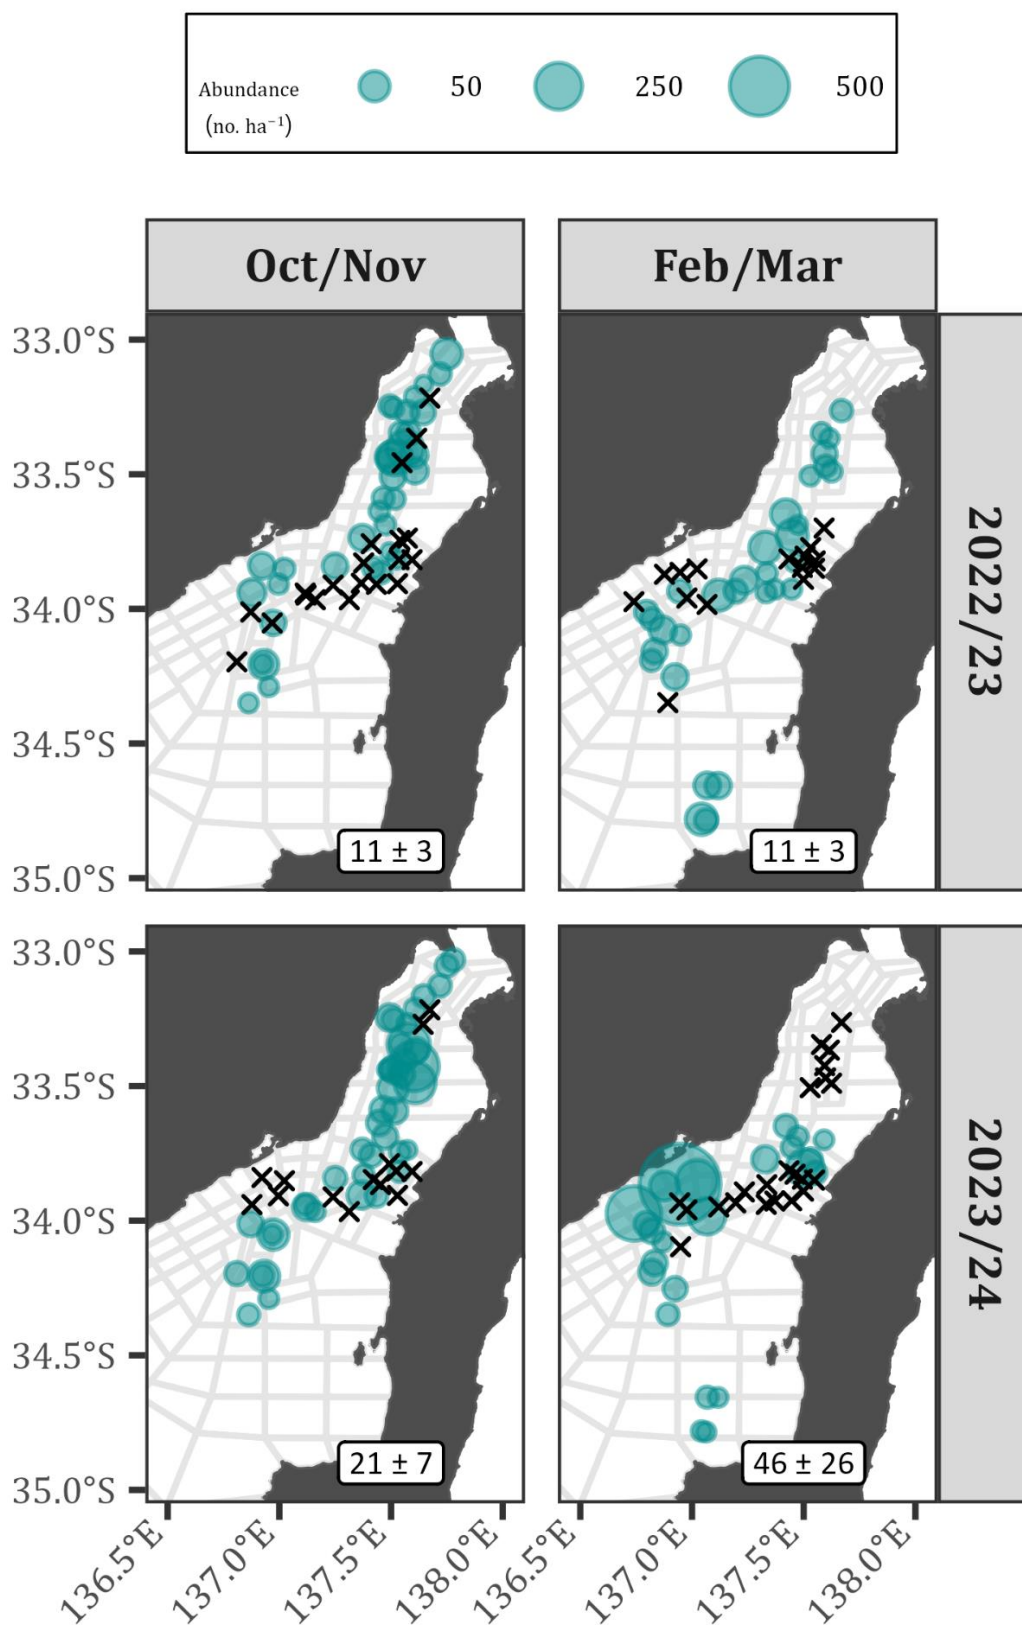 Abundance 50 250 500
(no. ha⁻¹)
Oct/Nov Feb/Mar
33.0°S
33.5°S
34.0°S
34.5°S
35.0°S
11 ± 3 11 ± 3
2022/23
33.0°S
33.5°S
34.0°S
34.5°S
35.0°S
21 ± 7 46 ± 26
2023/24
136.5°E 137.0°E 137.5°E 138.0°E 136.5°E 137.0°E 137.5°E 138.0°E